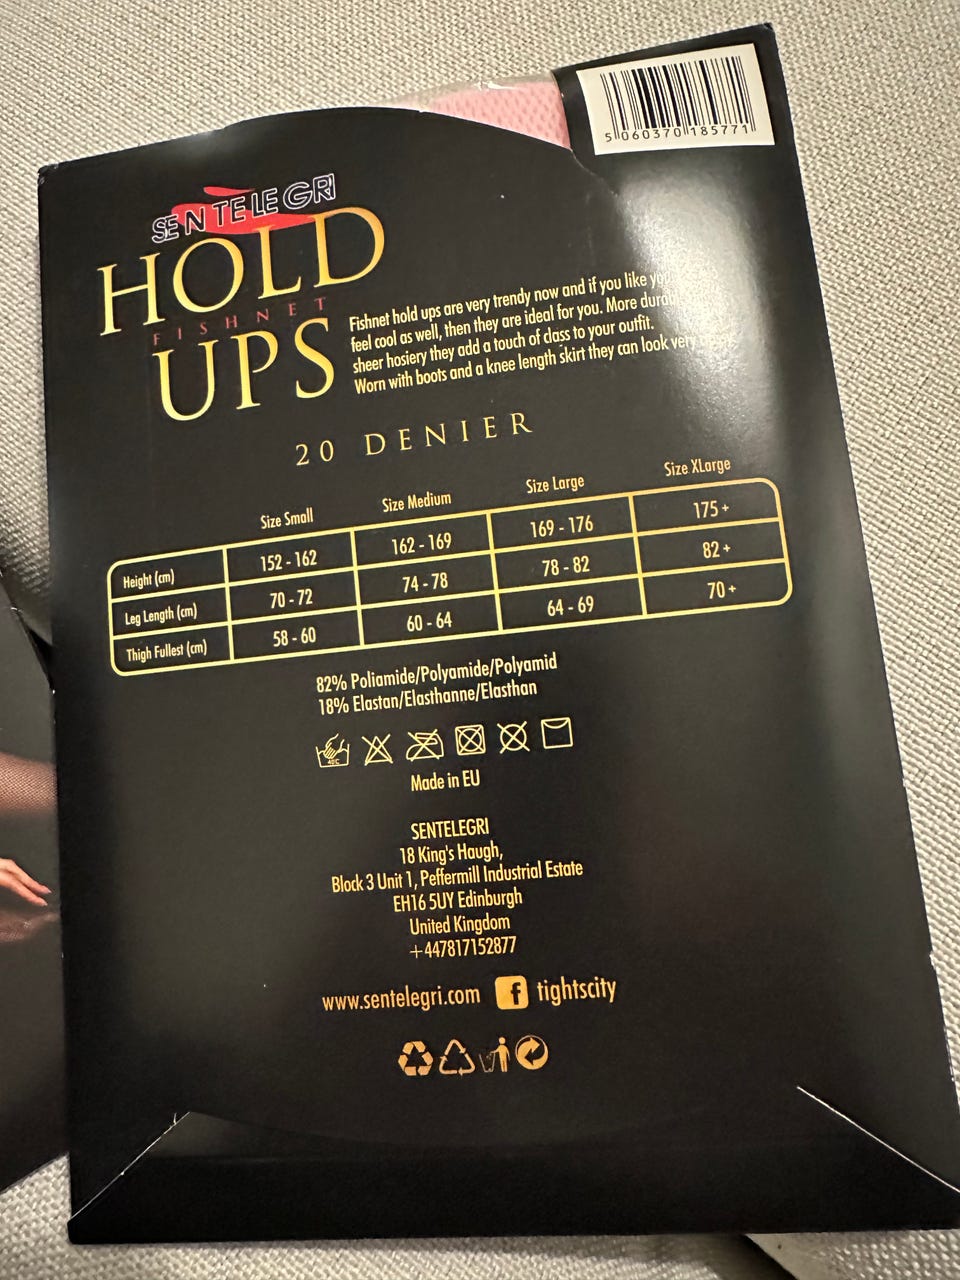 5 060370 185771
SENTELEGRI
HOLD
FISHNET
UPS
Fishnet hold ups are very trendy now and if you like
feel cool as well, then they are ideal for you. More
sheer hosiery they add a touch of class to your outfit.
Worn with boots and a knee length skirt they can look very
20 DENIER
Size Small Size Medium Size Large Size XLarge
Height (cm) 152 - 162 162 - 169 169 - 176 175 +
Leg Length (cm) 70 - 72 74 - 78 78 - 82 82 +
Thigh Fullest (cm) 58 - 60 60 - 64 64 - 69 70 +
82% Poliamide/Polyamide/Polyamid
18% Elastan/Elasthanne/Elasthan
40°C
Made in EU
SENTELEGRI
18 King's Haugh,
Block 3 Unit 1, Peffermill Industrial Estate
EH16 5UY Edinburgh
United Kingdom
+447817152877
www.sentelegri.com f tightscity